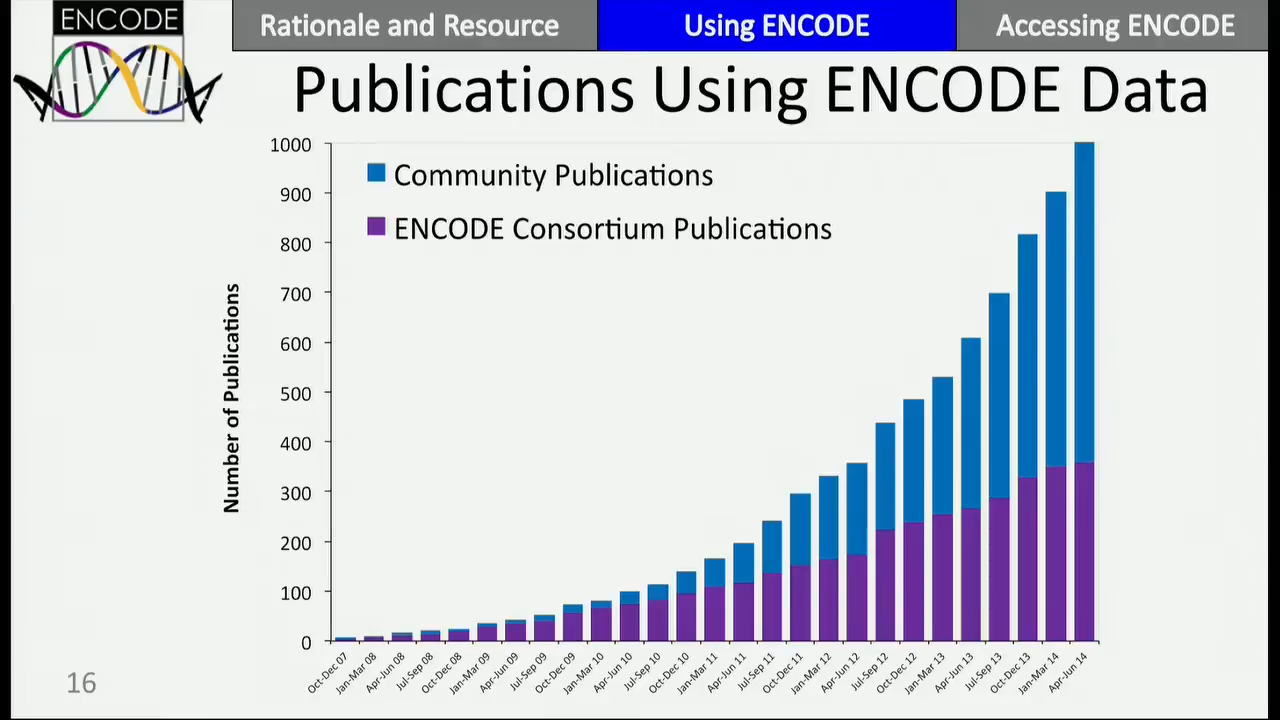 ENCODE
Rationale and Resource
Using ENCODE
Accessing ENCODE
Publications Using ENCODE Data
Community Publications
ENCODE Consortium Publications
Number of Publications
1000
900
800
700
600
500
400
300
200
100
0
Oct-Dec 07
Jan-Mar 08
Apr-Jun 08
Jul-Sep 08
Oct-Dec 08
Jan-Mar 09
Apr-Jun 09
Jul-Sep 09
Oct-Dec 09
Jan-Mar 10
Apr-Jun 10
Jul-Sep 10
Oct-Dec 10
Jan-Mar 11
Apr-Jun 11
Jul-Sep 11
Oct-Dec 11
Jan-Mar 12
Apr-Jun 12
Jul-Sep 12
Oct-Dec 12
Jan-Mar 13
Apr-Jun 13
Jul-Sep 13
Oct-Dec 13
Jan-Mar 14
Apr-Jun 14
16